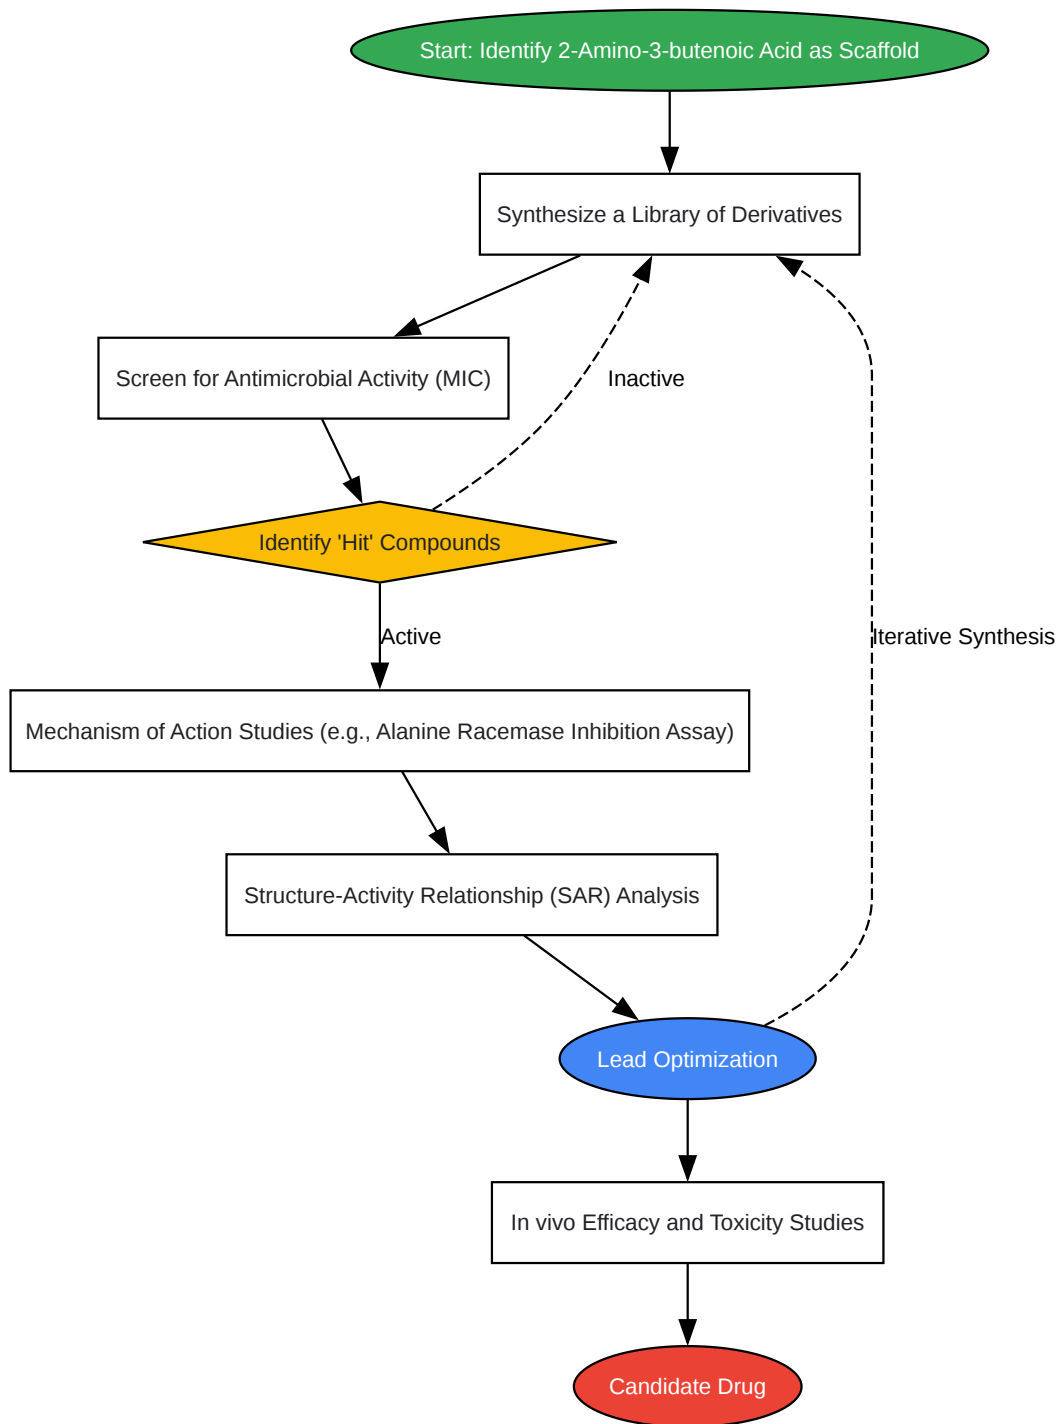 Start: Identify 2-Amino-3-butenoic Acid as Scaffold
Synthesize a Library of Derivatives
Screen for Antimicrobial Activity (MIC)
Inactive
Identify 'Hit' Compounds
Active
Iterative Synthesis
Mechanism of Action Studies (e.g., Alanine Racemase Inhibition Assay)
Structure-Activity Relationship (SAR) Analysis
Lead Optimization
In vivo Efficacy and Toxicity Studies
Candidate Drug